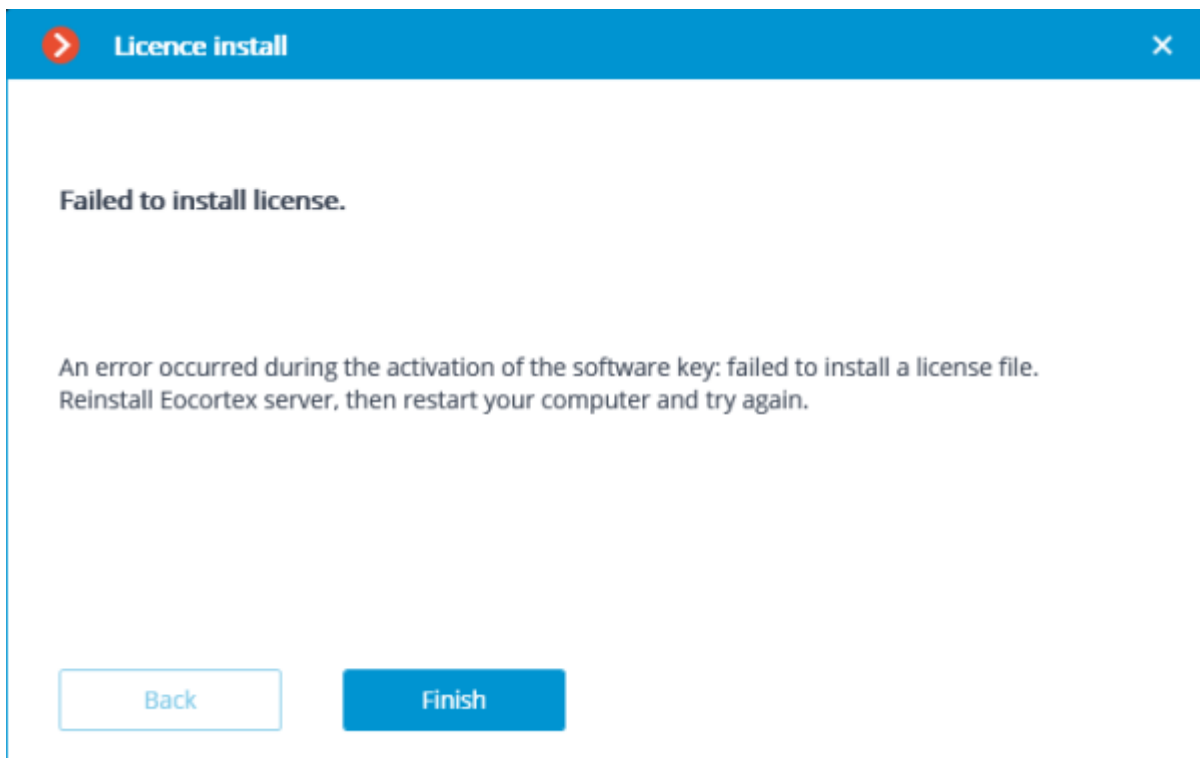 Licence install
Failed to install license.
An error occurred during the activation of the software key: failed to install a license file.
Reinstall Eocortex server, then restart your computer and try again.
Back
Finish